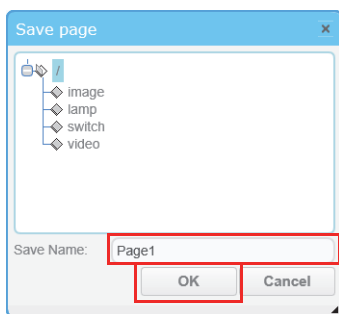 Save page
/
image
lamp
switch
video
Save Name: Page1
OK Cancel